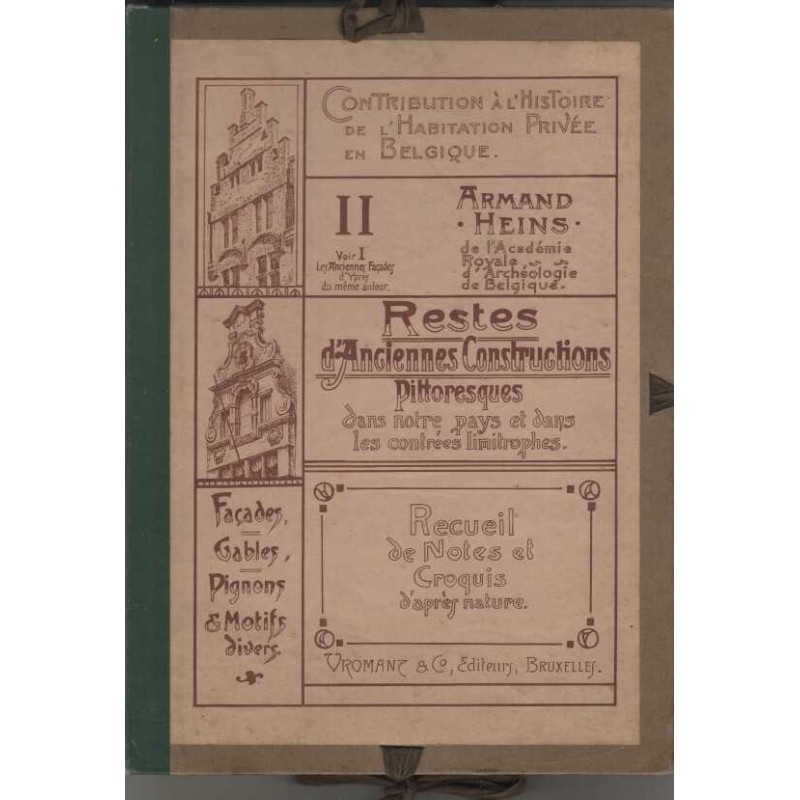 Contribution à l'Histoire
de l'Habitation Privée
en Belgique.
II
Voir I
Les Anciennes Façades
d'Ypres
du même auteur.
Armand
· Heins ·
de l'Académie
Royale
d'Archéologie
de Belgique.
Restes
d'Anciennes Constructions
Pittoresques
dans notre pays et dans
les contrées limitrophes.
Façades,
Gables,
Pignons
& Motifs
divers.
Recueil
de Notes et
Croquis
d'après nature.
Vromant & Co, Editeurs, Bruxelles.